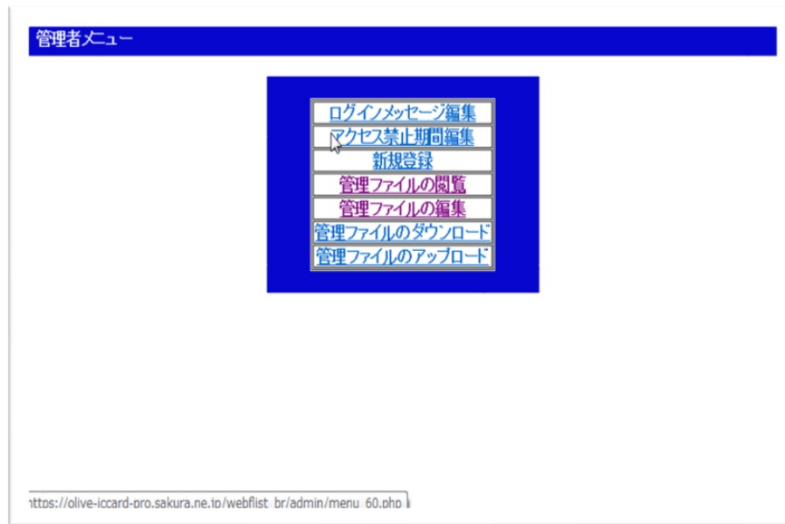 管理者メニュー
ログインメッセージ編集
アクセス禁止期間編集
新規登録
管理ファイルの閲覧
管理ファイルの編集
管理ファイルのダウンロード
管理ファイルのアップロード
https://olive-iccard-pro.sakura.ne.jp/webflist_br/admin/menu_60.php